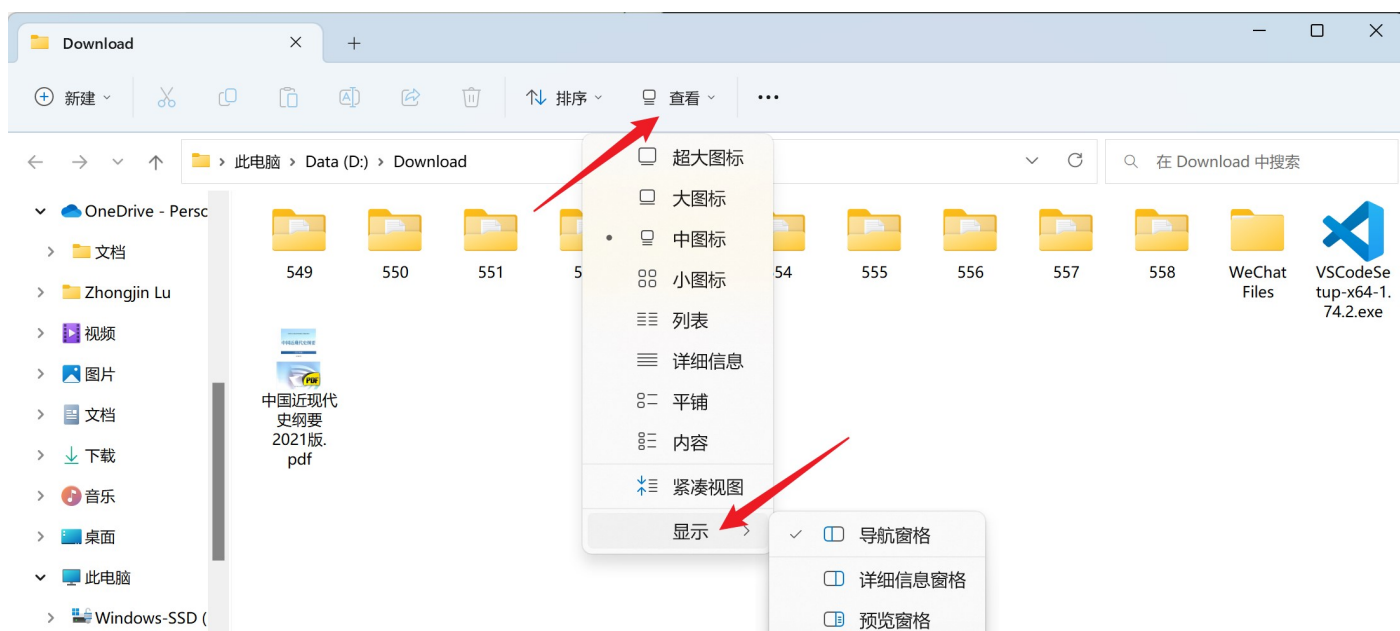 Download
新建
排序
查看
此电脑 > Data (D:) > Download
在 Download 中搜索
超大图标
大图标
中图标
小图标
列表
详细信息
平铺
内容
紧凑视图
显示
导航窗格
详细信息窗格
预览窗格
OneDrive - Persc
文档
Zhongjin Lu
视频
图片
文档
下载
音乐
桌面
此电脑
Windows-SSD (
549
550
551
5
54
555
556
557
558
WeChat
Files
VSCodeSe
tup-x64-1.
74.2.exe
PDF
中国近现代
史纲要
2021版.
pdf